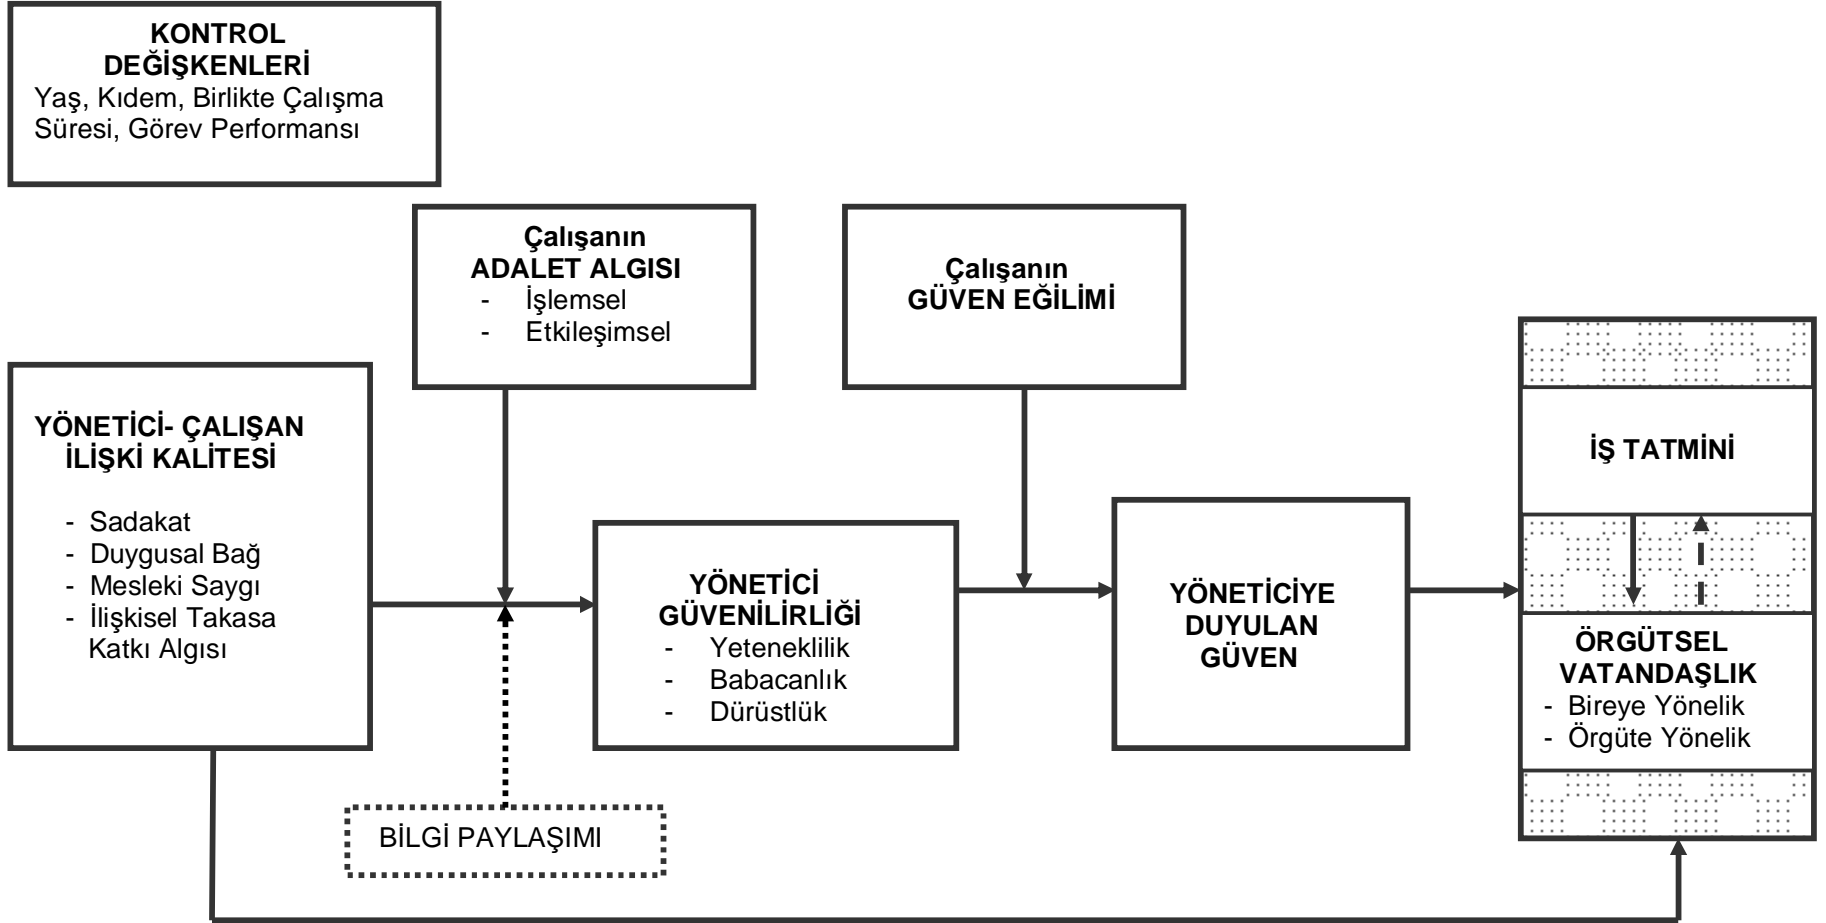 KONTROL
DEĞİŞKENLERİ
Yaş, Kıdem, Birlikte Çalışma
Süresi, Görev Performansı
Çalışanın
ADALET ALGISI
- İşlemsel
- Etkileşimsel
Çalışanın
GÜVEN EĞİLİMİ
YÖNETİCİ- ÇALIŞAN
İLİŞKİ KALİTESİ
- Sadakat
- Duygusal Bağ
- Mesleki Saygı
- İlişkisel Takasa
Katkı Algısı
YÖNETİCİ
GÜVENİLİRLİĞİ
- Yeteneklilik
- Babacanlık
- Dürüstlük
YÖNETİCİYE
DUYULAN
GÜVEN
İŞ TATMİNİ
ÖRGÜTSEL
VATANDAŞLIK
- Bireye Yönelik
- Örgüte Yönelik
BİLGİ PAYLAŞIMI